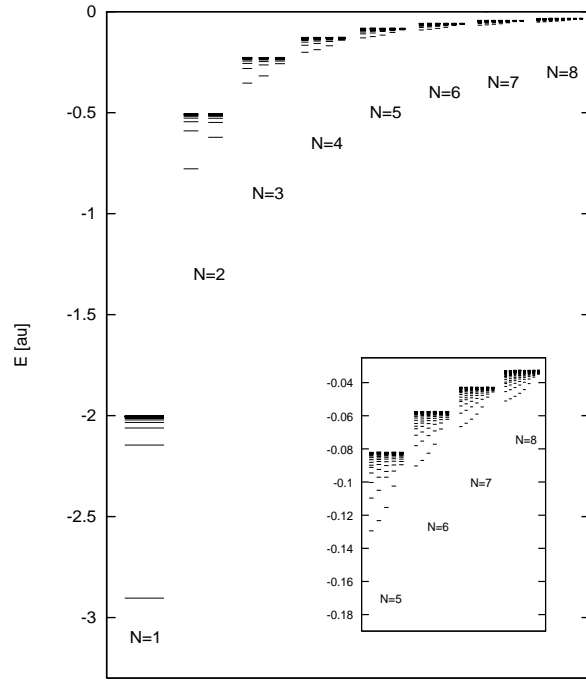 0
-0.5
-1
-1.5
-2
-2.5
-3
E [au]
N=1
N=2
N=3
N=4
N=5
N=6
N=7
N=8
-0.04
-0.06
-0.08
-0.1
-0.12
-0.14
-0.16
-0.18
N=5
N=6
N=7
N=8